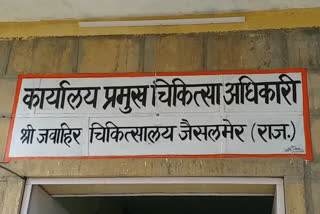 कार्यालय प्रमुख चिकित्सा अधिकारी
श्री जवाहिर चिकित्सालय जैसलमेर (राज.)